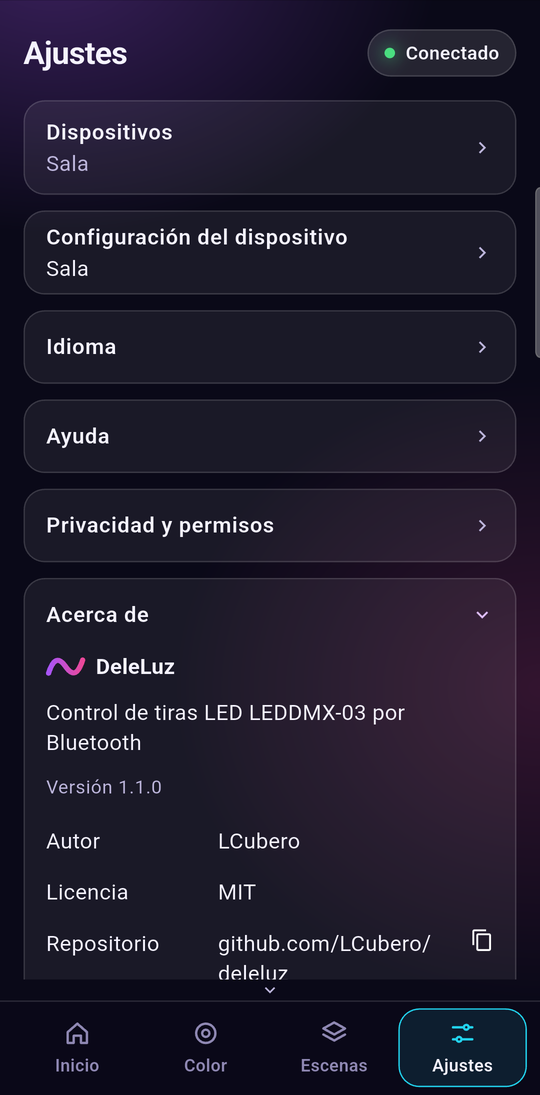 Ajustes
Conectado
Dispositivos
Sala
Configuración del dispositivo
Sala
Idioma
Ayuda
Privacidad y permisos
Acerca de
DeleLuz
Control de tiras LED LEDDMX-03 por
Bluetooth
Versión 1.1.0
Autor LCubero
Licencia MIT
Repositorio github.com/LCubero/
deleluz
Inicio Color Escenas Ajustes